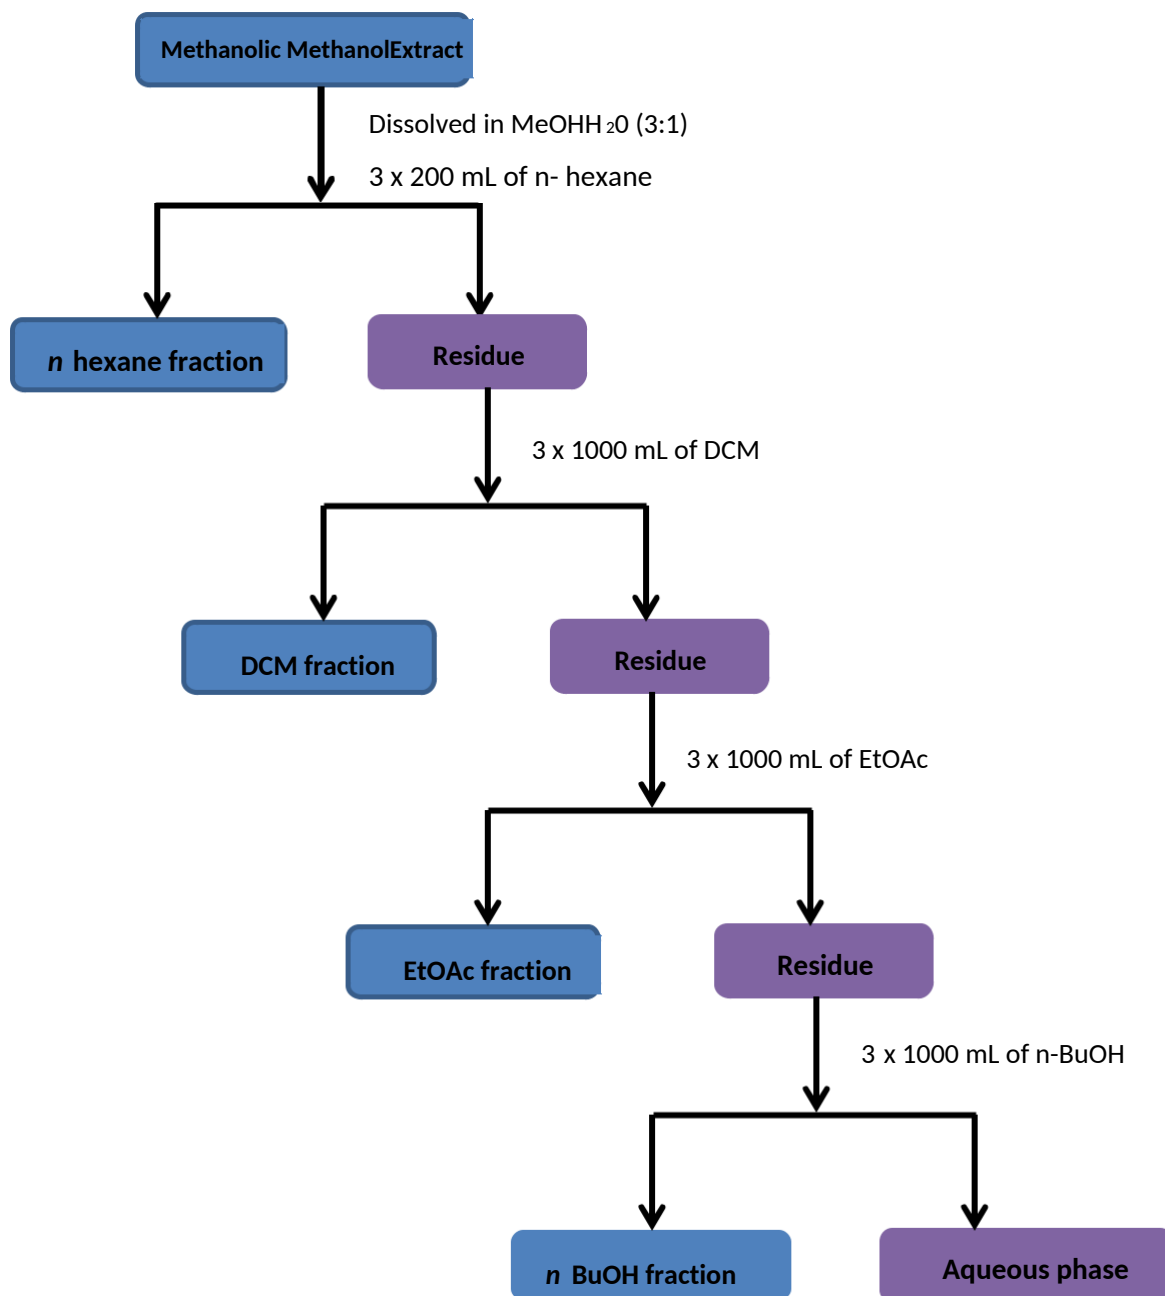 Methanolic MethanolExtract
Dissolved in MeOHH 20 (3:1)
3 x 200 mL of n- hexane
n hexane fraction
Residue
3 x 1000 mL of DCM
DCM fraction
Residue
3 x 1000 mL of EtOAc
EtOAc fraction
Residue
3 x 1000 mL of n-BuOH
n BuOH fraction
Aqueous phase